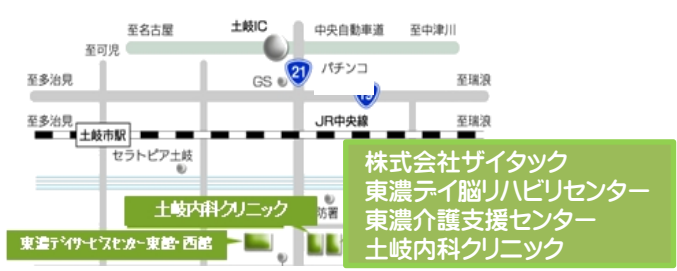 至名古屋
土岐IC
中央自動車道
至中津川
至可児
21
パチンコ
至多治見
GS
至瑞浪
19
至多治見
JR中央線
至瑞浪
土岐市駅
セラトピア土岐
株式会社ザイタック
東濃デイ脳リハビリセンター
東濃介護支援センター
土岐内科クリニック
土岐内科クリニック
防署
東濃デイサービスセンター東館・西館